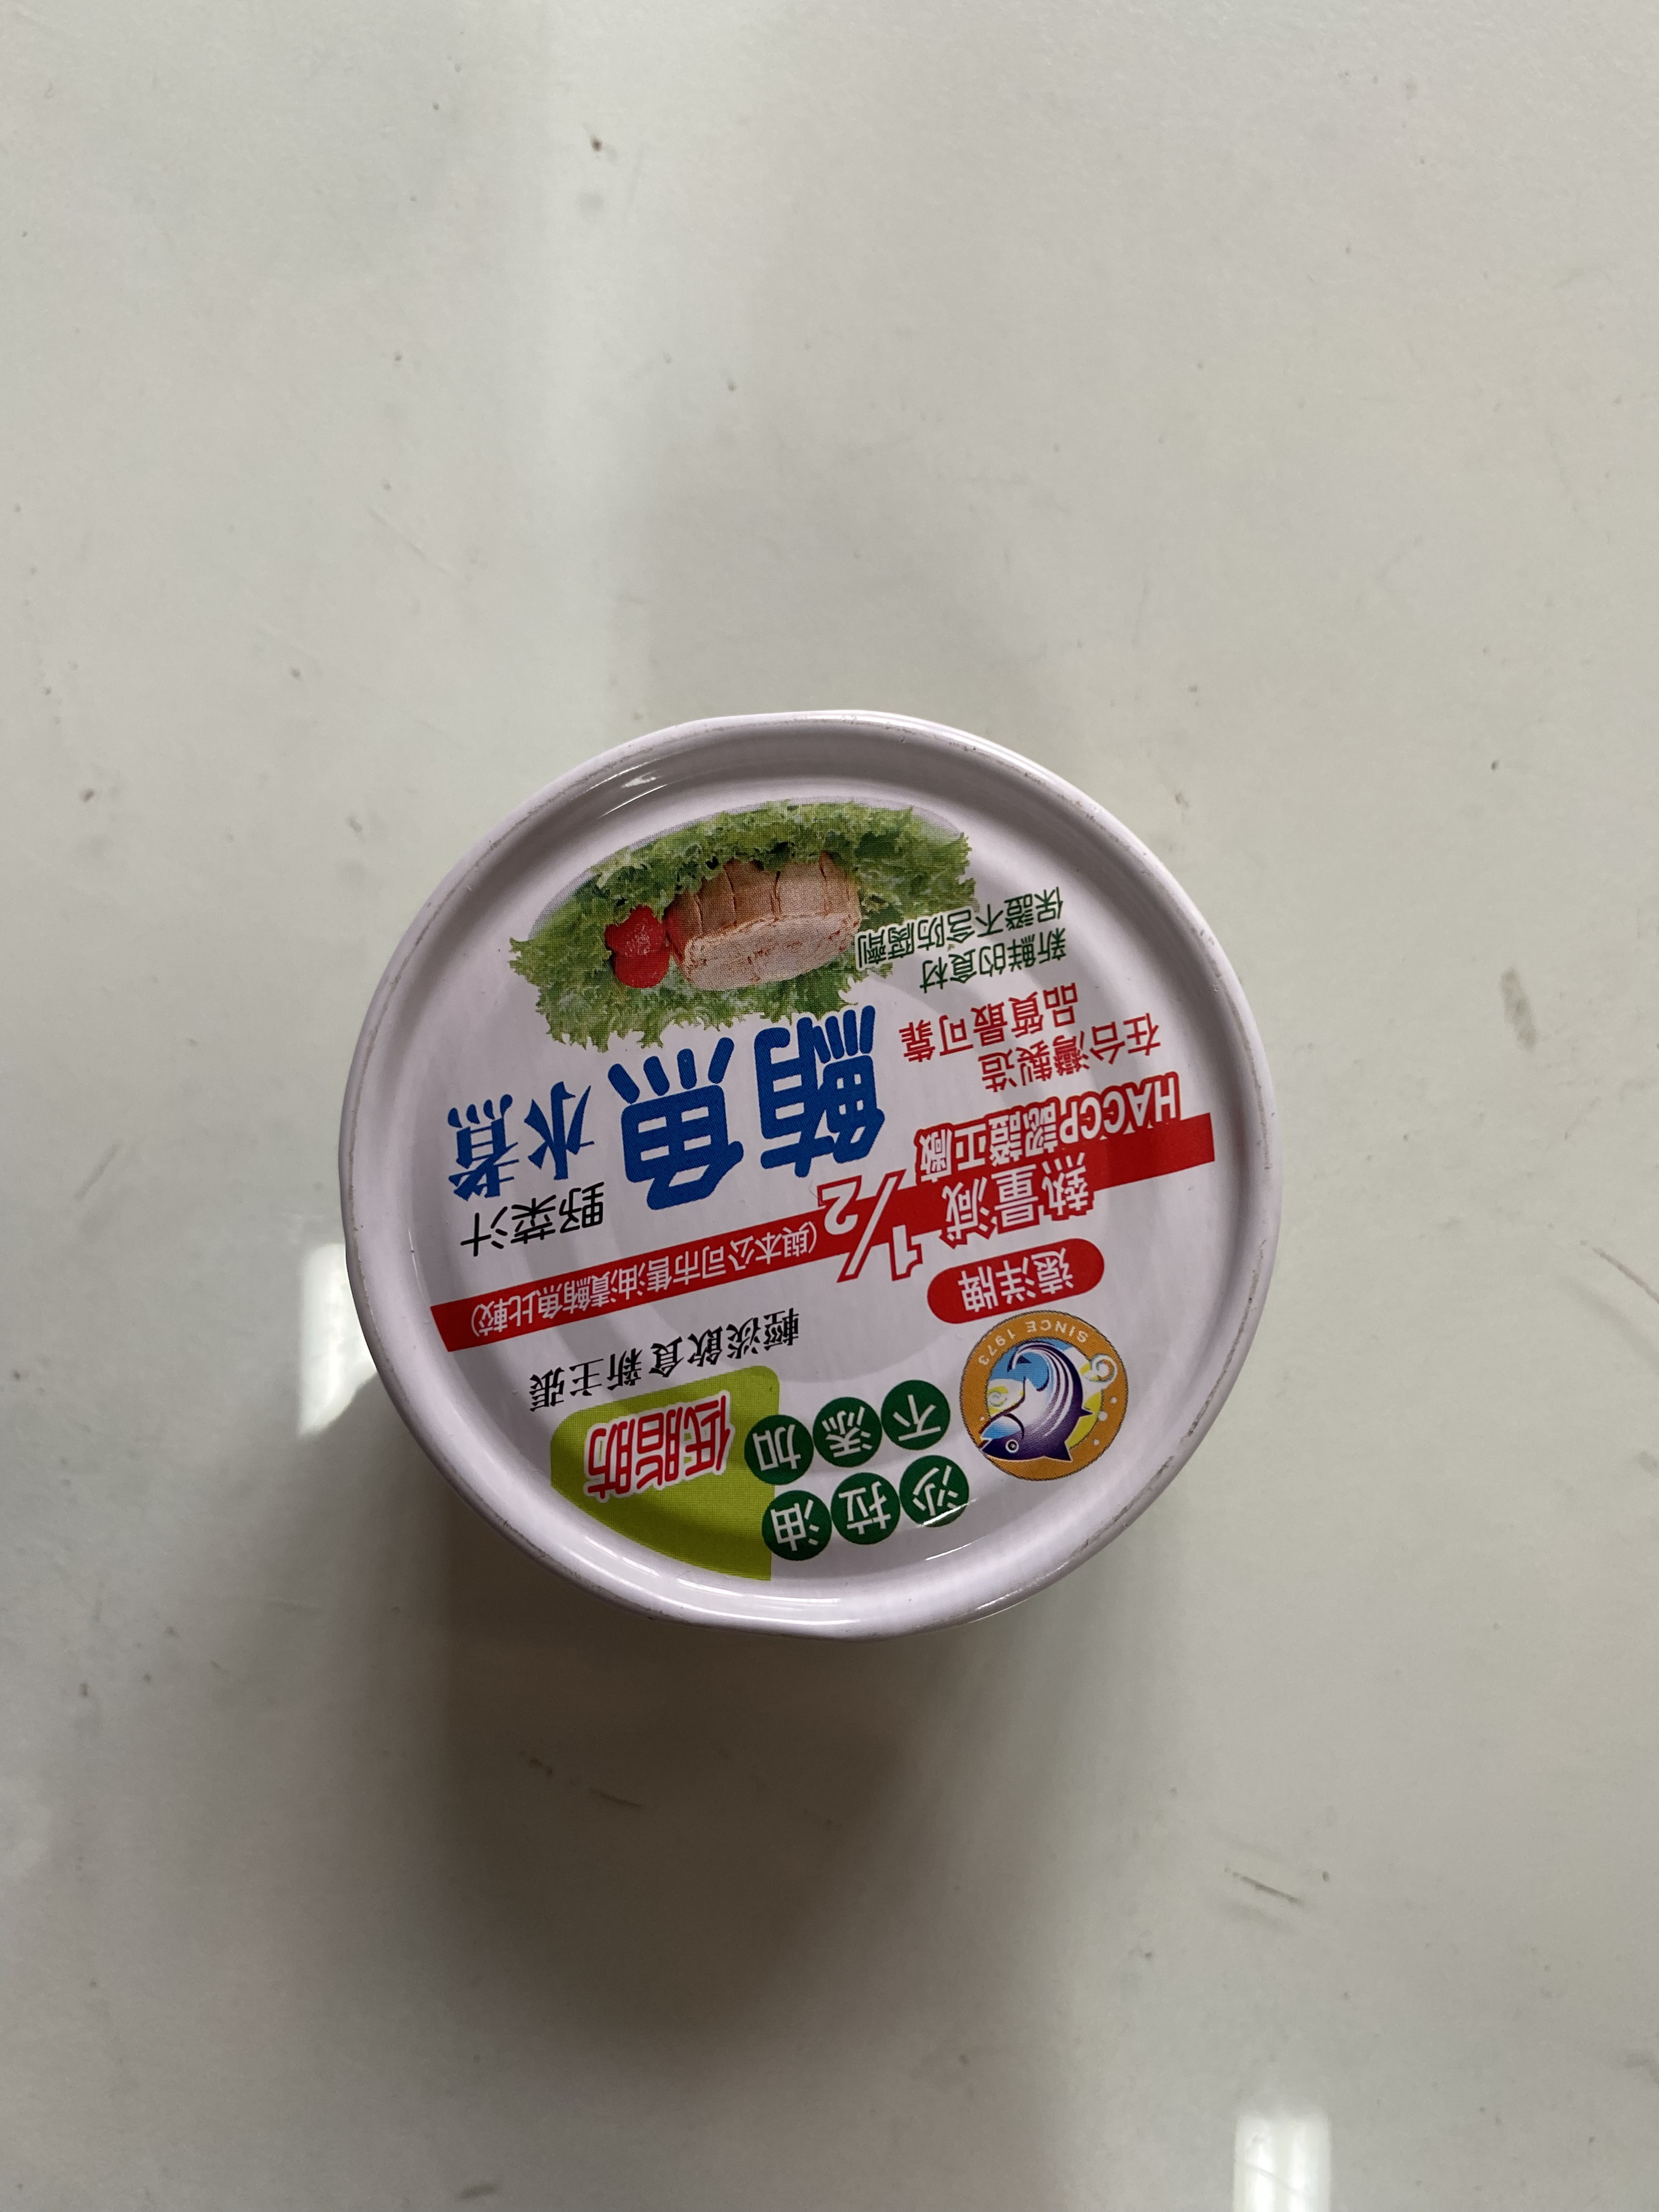 沙拉油
不添加
低脂肪
SINCE 1973
輕淡飲食新主張
遠洋牌
熱量減1/2(與本公司市售油漬鮪魚比較)
HACCP認證工廠
野菜汁
鮪魚水煮
在台灣製造
品質最可靠
新鮮的食材
保證不含防腐劑